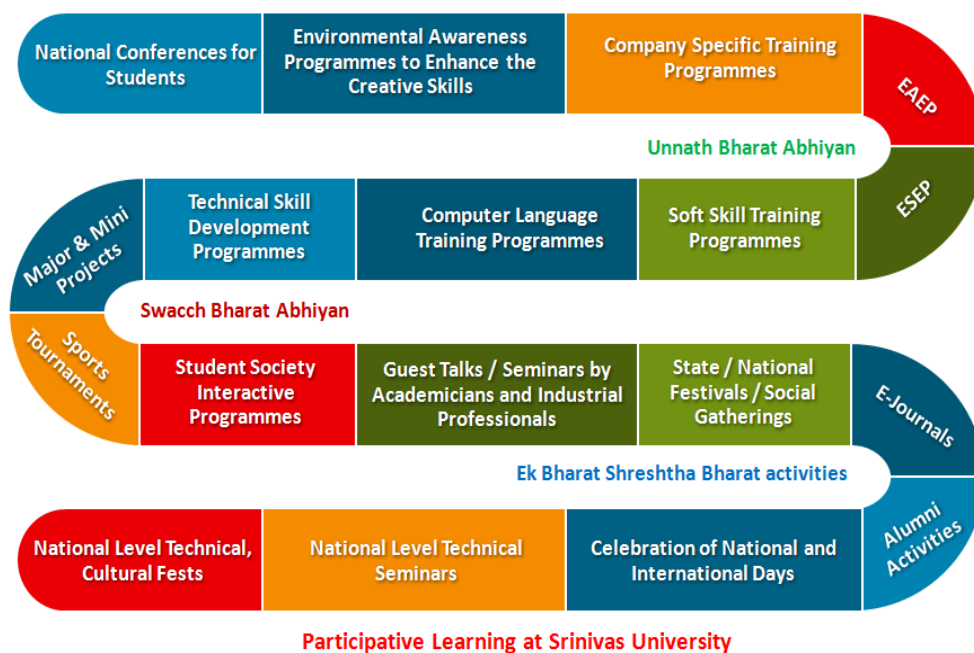 National Conferences for
Students
Environmental Awareness
Programmes to Enhance the
Creative Skills
Company Specific Training
Programmes
EAEP
Unnath Bharat Abhiyan
ESEP
Soft Skill Training
Programmes
Computer Language
Training Programmes
Technical Skill
Development
Programmes
Major & Mini
Projects
Swacch Bharat Abhiyan
Sports
Tournaments
Student Society
Interactive
Programmes
Guest Talks / Seminars by
Academicians and Industrial
Professionals
State / National
Festivals / Social
Gatherings
E-Journals
Ek Bharat Shreshtha Bharat activities
Alumni
Activities
Celebration of National and
International Days
National Level Technical
Seminars
National Level Technical,
Cultural Fests
Participative Learning at Srinivas University